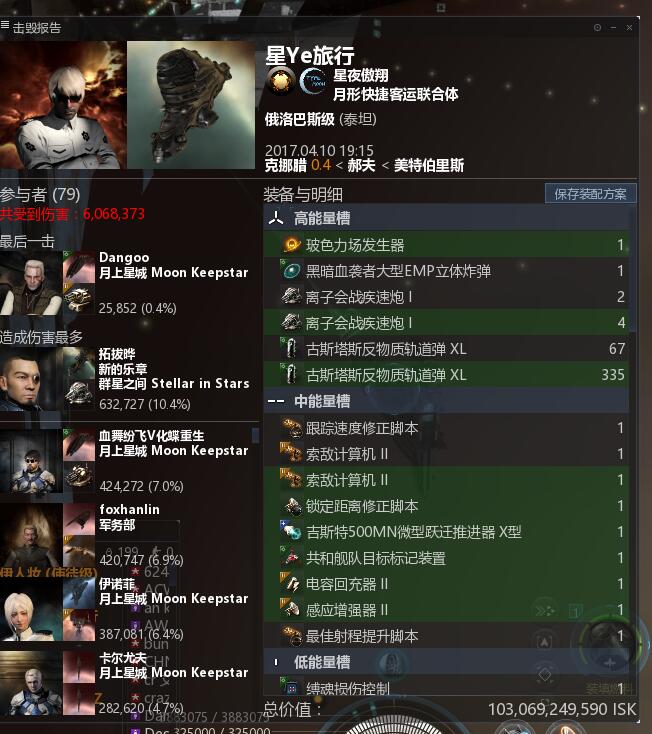 击毁报告
星Ye旅行
星夜傲翔
月形快捷客运联合体
俄洛巴斯级 (泰坦)
2017.04.10 19:15
克挪腊 0.4 < 郝夫 < 美特伯里斯
参与者 (79)
共受到伤害：6,068,373
最后一击
Dangoo
月上星城 Moon Keepstar
25,852 (0.4%)
造成伤害最多
拓拔晔
新的乐章
群星之间 Stellar in Stars
632,727 (10.4%)
血舞纷飞V化蝶重生
月上星城 Moon Keepstar
424,272 (7.0%)
foxhanlin
军务部
420,747 (6.9%)
伊诺菲
月上星城 Moon Keepstar
387,081 (6.4%)
卡尔尤夫
月上星城 Moon Keepstar
282,620 (4.7%)
装备与明细
保存装配方案
高能量槽
玻色力场发生器 1
黑暗血袭者大型EMP立体炸弹 1
离子会战疾速炮 I 2
离子会战疾速炮 I 4
古斯塔斯反物质轨道弹 XL 67
古斯塔斯反物质轨道弹 XL 335
中能量槽
跟踪速度修正脚本 1
索敌计算机 II 1
索敌计算机 II 1
锁定距离修正脚本 1
吉斯特500MN微型跃迁推进器 X型 1
共和舰队目标标记装置 1
电容回充器 II 1
感应增强器 II 1
最佳射程提升脚本 1
低能量槽
缚魂损伤控制 1
总价值： 103,069,249,590 ISK
325000 / 325000